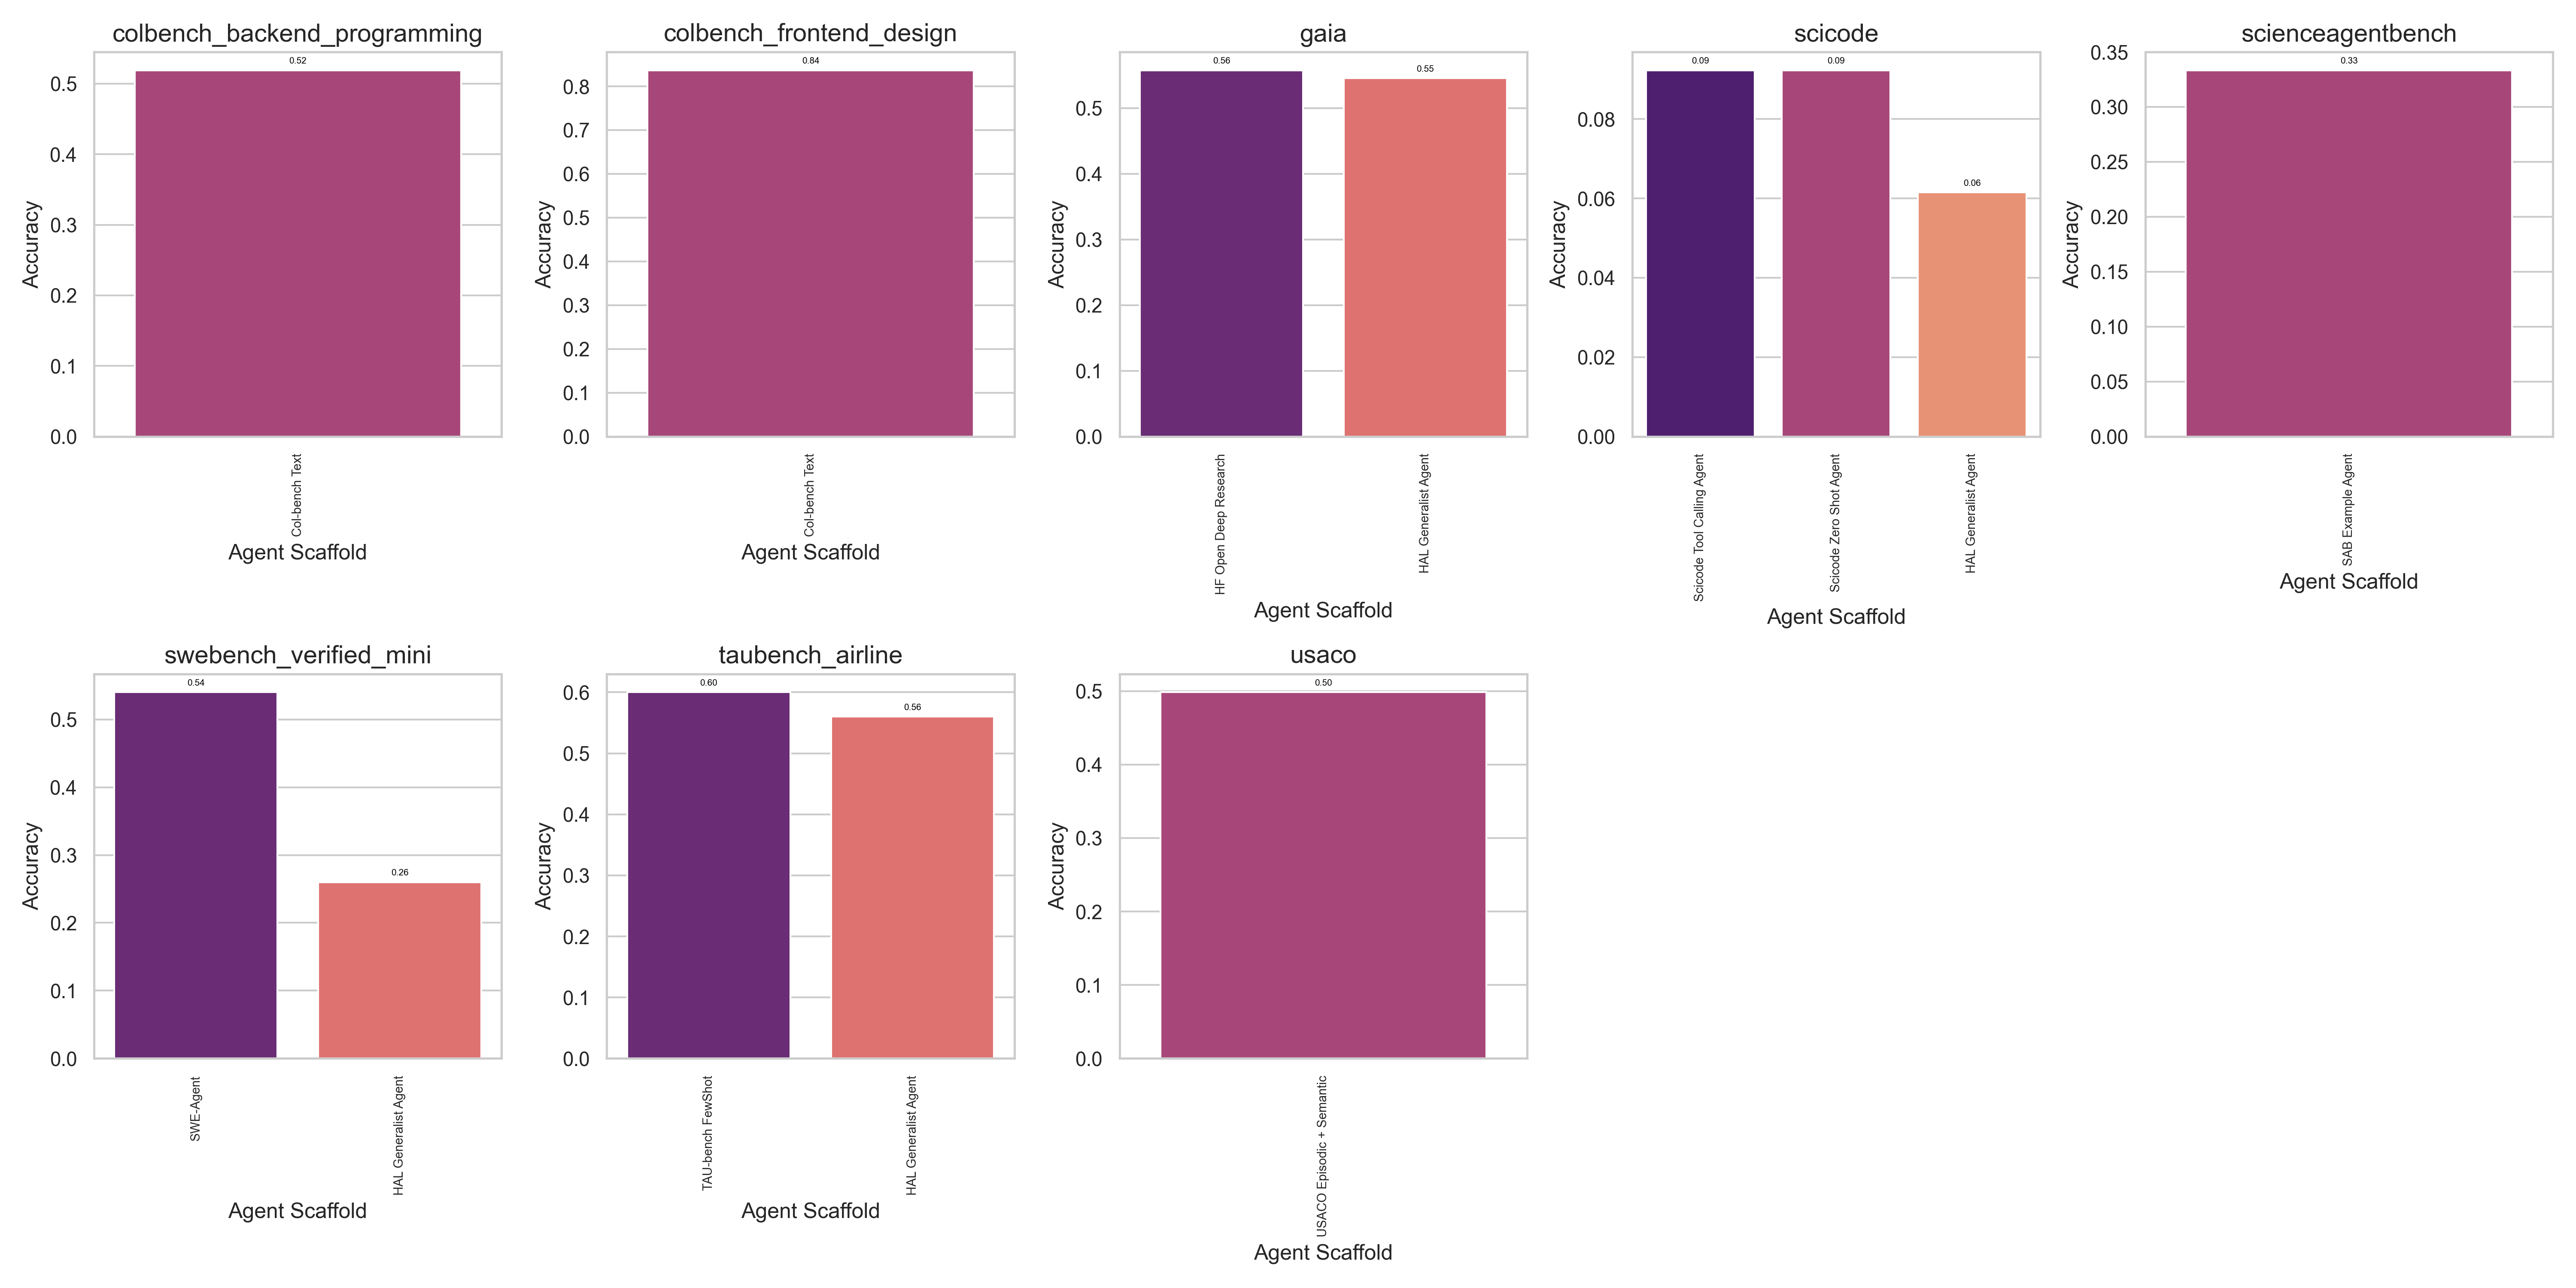 colbench_backend_programming
0.52
0.5
0.4
0.3
0.2
0.1
0.0
Accuracy
Col-bench Text
Agent Scaffold
colbench_frontend_design
0.84
0.8
0.7
0.6
0.5
0.4
0.3
0.2
0.1
0.0
Accuracy
Col-bench Text
Agent Scaffold
gaia
0.56
0.55
0.5
0.4
0.3
0.2
0.1
0.0
Accuracy
HF Open Deep Research
HAL Generalist Agent
Agent Scaffold
scicode
0.09
0.09
0.06
0.08
0.06
0.04
0.02
0.00
Accuracy
Scicode Tool Calling Agent
Scicode Zero Shot Agent
HAL Generalist Agent
Agent Scaffold
scienceagentbench
0.33
0.35
0.30
0.25
0.20
0.15
0.10
0.05
0.00
Accuracy
SAB Example Agent
Agent Scaffold
swebench_verified_mini
0.54
0.26
0.5
0.4
0.3
0.2
0.1
0.0
Accuracy
SWE-Agent
HAL Generalist Agent
Agent Scaffold
taubench_airline
0.60
0.56
0.6
0.5
0.4
0.3
0.2
0.1
0.0
Accuracy
TAU-bench FewShot
HAL Generalist Agent
Agent Scaffold
usaco
0.50
0.5
0.4
0.3
0.2
0.1
0.0
Accuracy
USACO Episodic + Semantic
Agent Scaffold